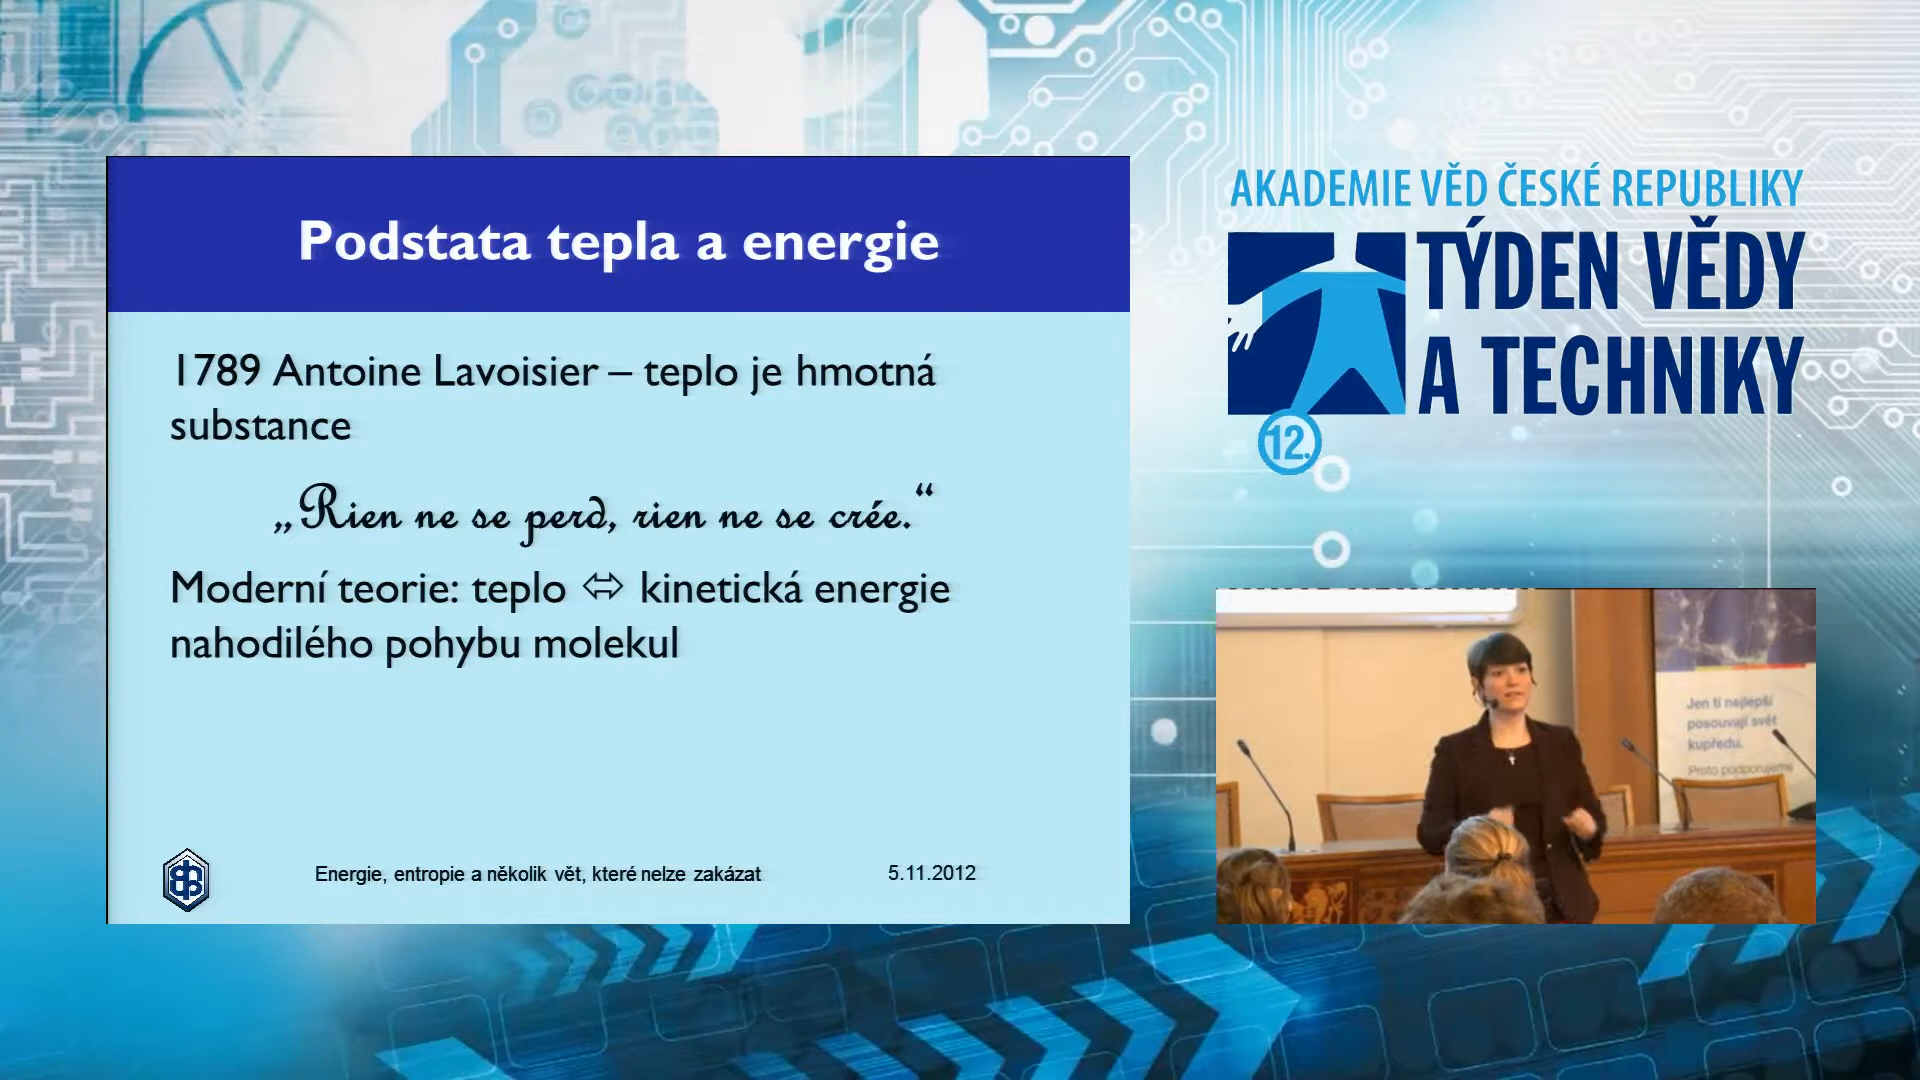 Podstata tepla a energie
1789 Antoine Lavoisier – teplo je hmotná
substance
„Rien ne se perd, rien ne se crée.“
Moderní teorie: teplo ⬄ kinetická energie
nahodilého pohybu molekul
Energie, entropie a několik vět, které nelze zakázat
5.11.2012
AKADEMIE VĚD ČESKÉ REPUBLIKY
TÝDEN VĚDY
A TECHNIKY
12.
Jen ti nejlepší
posouvají svět
kupředu.
Proto podporujeme